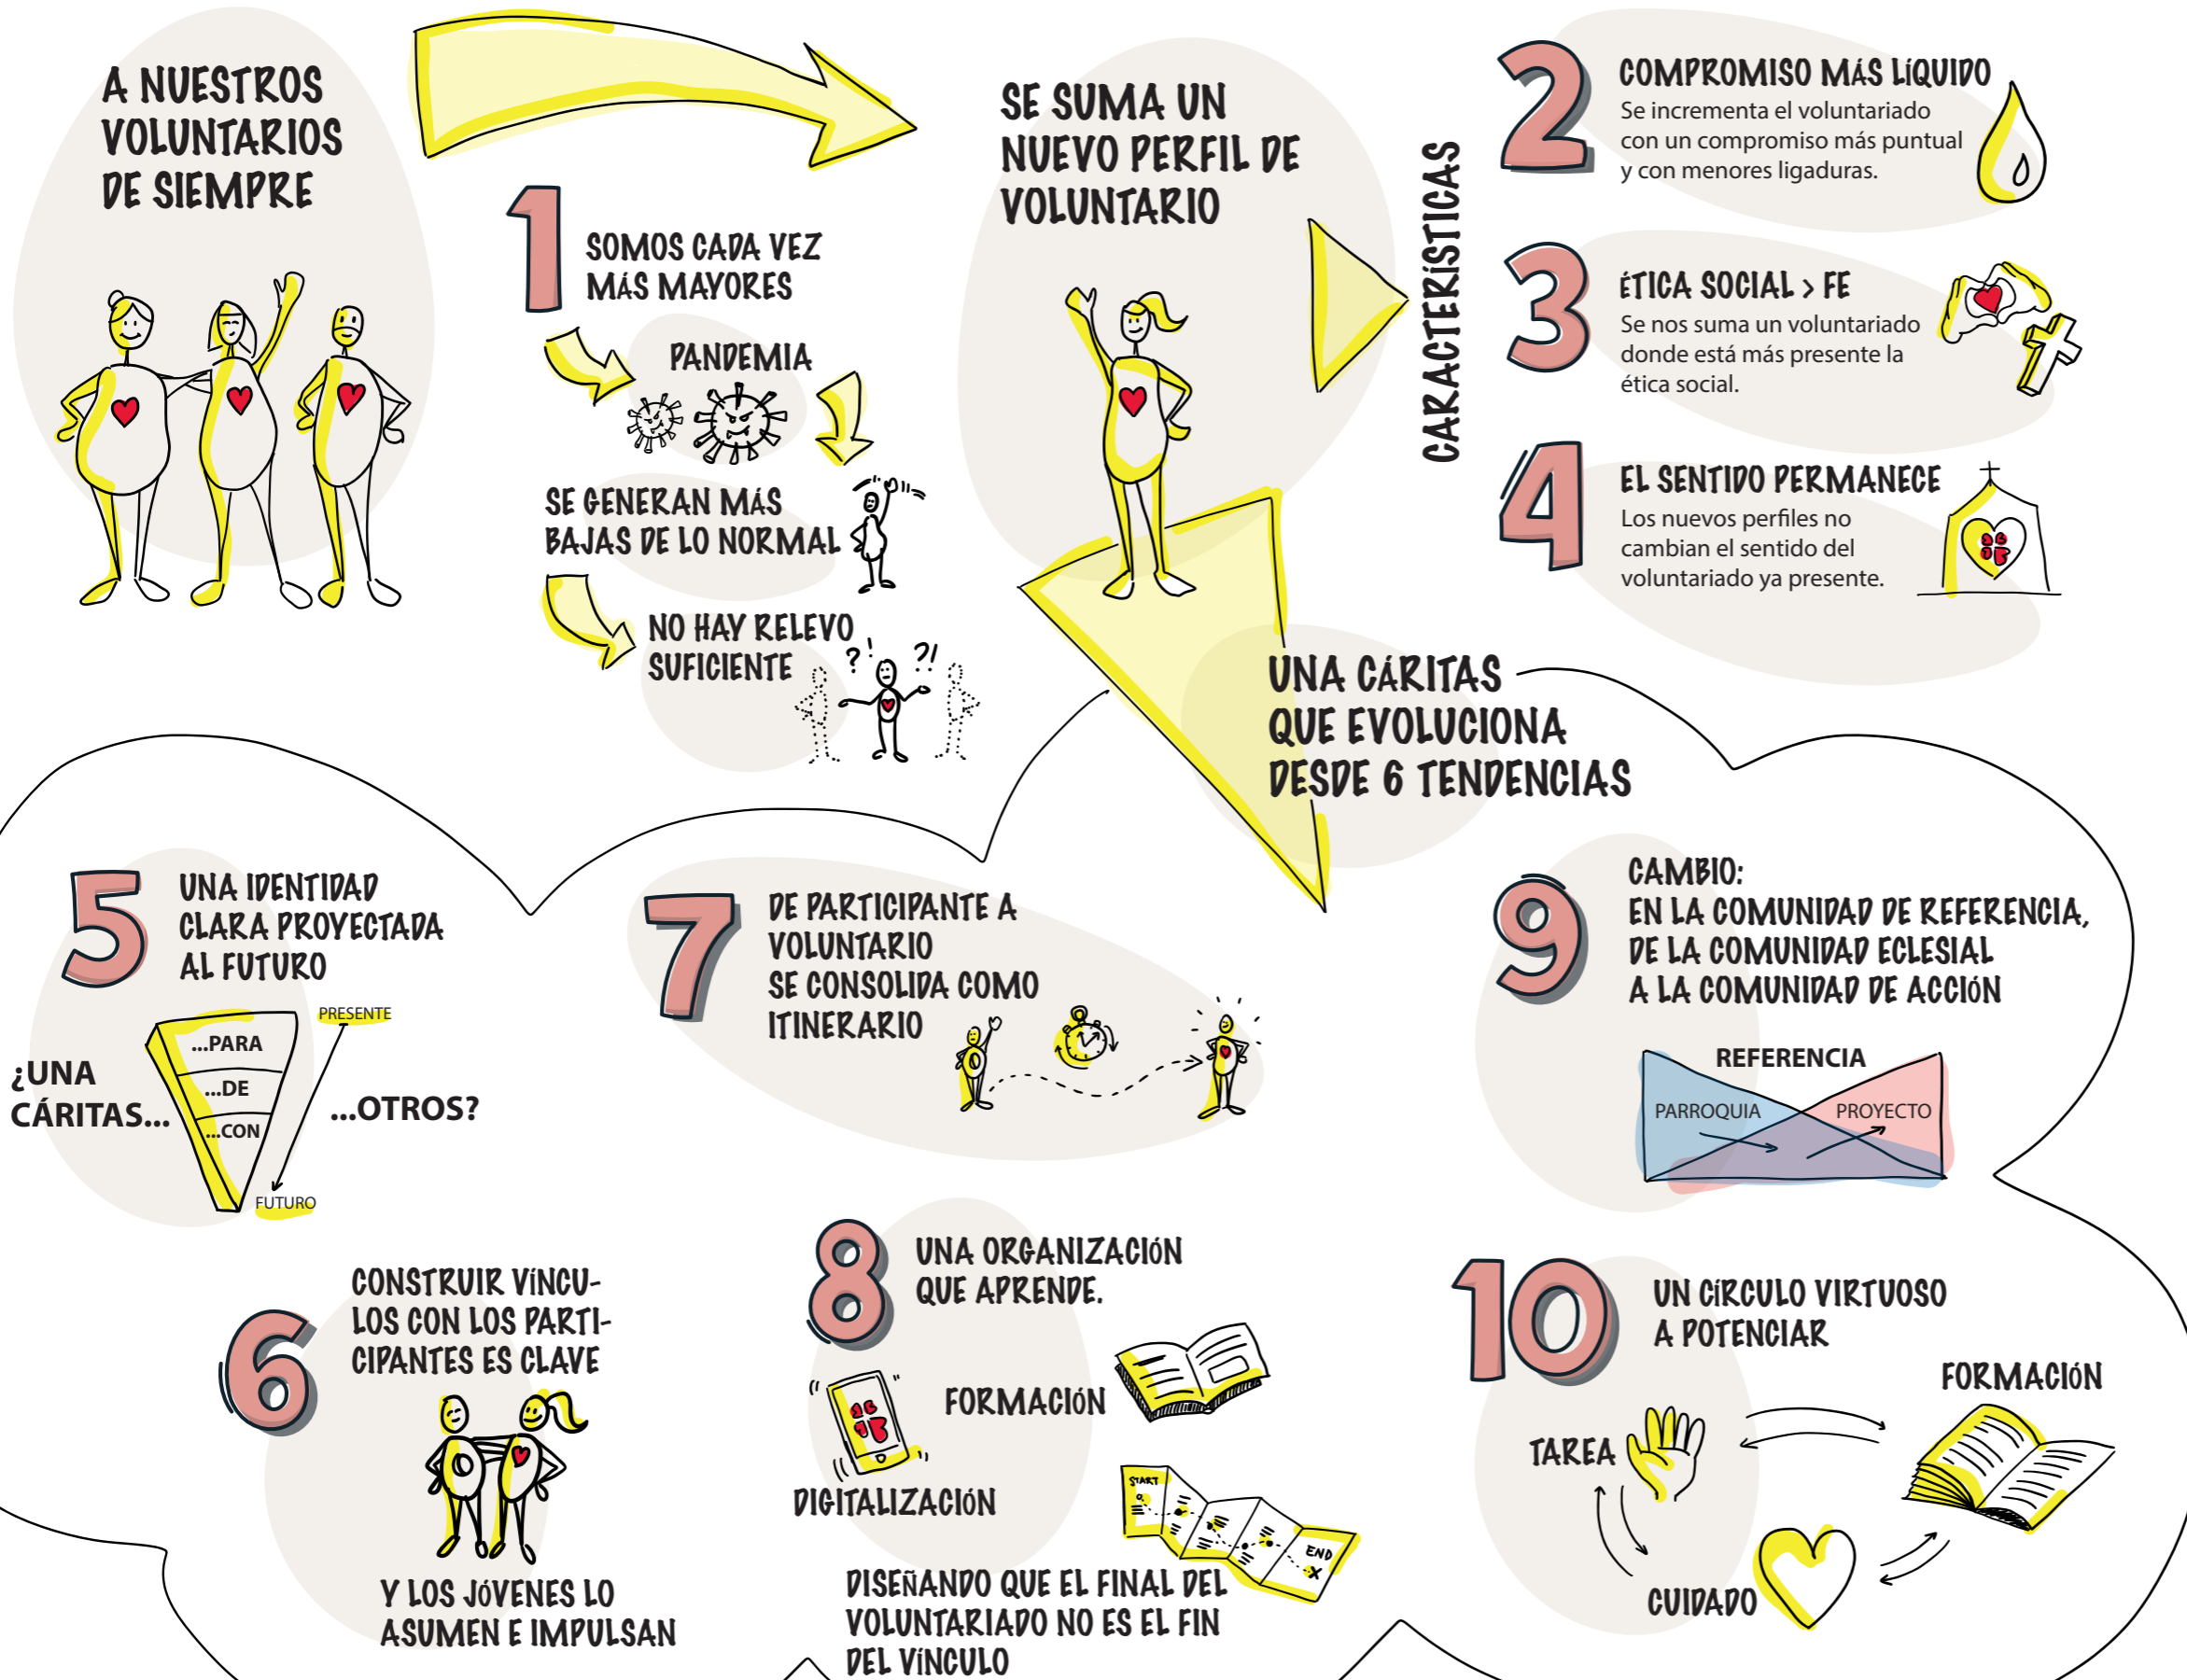 A NUESTROS
VOLUNTARIOS
DE SIEMPRE
1
SOMOS CADA VEZ
MÁS MAYORES
PANDEMIA
SE GENERAN MÁS
BAJAS DE LO NORMAL
NO HAY RELEVO
SUFICIENTE
?!
?!
SE SUMA UN
NUEVO PERFIL DE
VOLUNTARIO
CARACTERÍSTICAS
2
COMPROMISO MÁS LÍQUIDO
Se incrementa el voluntariado
con un compromiso más puntual
y con menores ligaduras.
3
ÉTICA SOCIAL > FE
Se nos suma un voluntariado
donde está más presente la
ética social.
4
EL SENTIDO PERMANECE
Los nuevos perfiles no
cambian el sentido del
voluntariado ya presente.
UNA CÁRITAS
QUE EVOLUCIONA
DESDE 6 TENDENCIAS
5
UNA IDENTIDAD
CLARA PROYECTADA
AL FUTURO
¿UNA
CÁRITAS...
...PARA
...DE
...CON
PRESENTE
FUTURO
...OTROS?
6
CONSTRUIR VÍNCU-
LOS CON LOS PARTI-
CIPANTES ES CLAVE
Y LOS JÓVENES LO
ASUMEN E IMPULSAN
7
DE PARTICIPANTE A
VOLUNTARIO
SE CONSOLIDA COMO
ITINERARIO
8
UNA ORGANIZACIÓN
QUE APRENDE.
FORMACIÓN
DIGITALIZACIÓN
START
END
X
DISEÑANDO QUE EL FINAL DEL
VOLUNTARIADO NO ES EL FIN
DEL VÍNCULO
9
CAMBIO:
EN LA COMUNIDAD DE REFERENCIA,
DE LA COMUNIDAD ECLESIAL
A LA COMUNIDAD DE ACCIÓN
REFERENCIA
PARROQUIA
PROYECTO
10
UN CÍRCULO VIRTUOSO
A POTENCIAR
FORMACIÓN
TAREA
CUIDADO